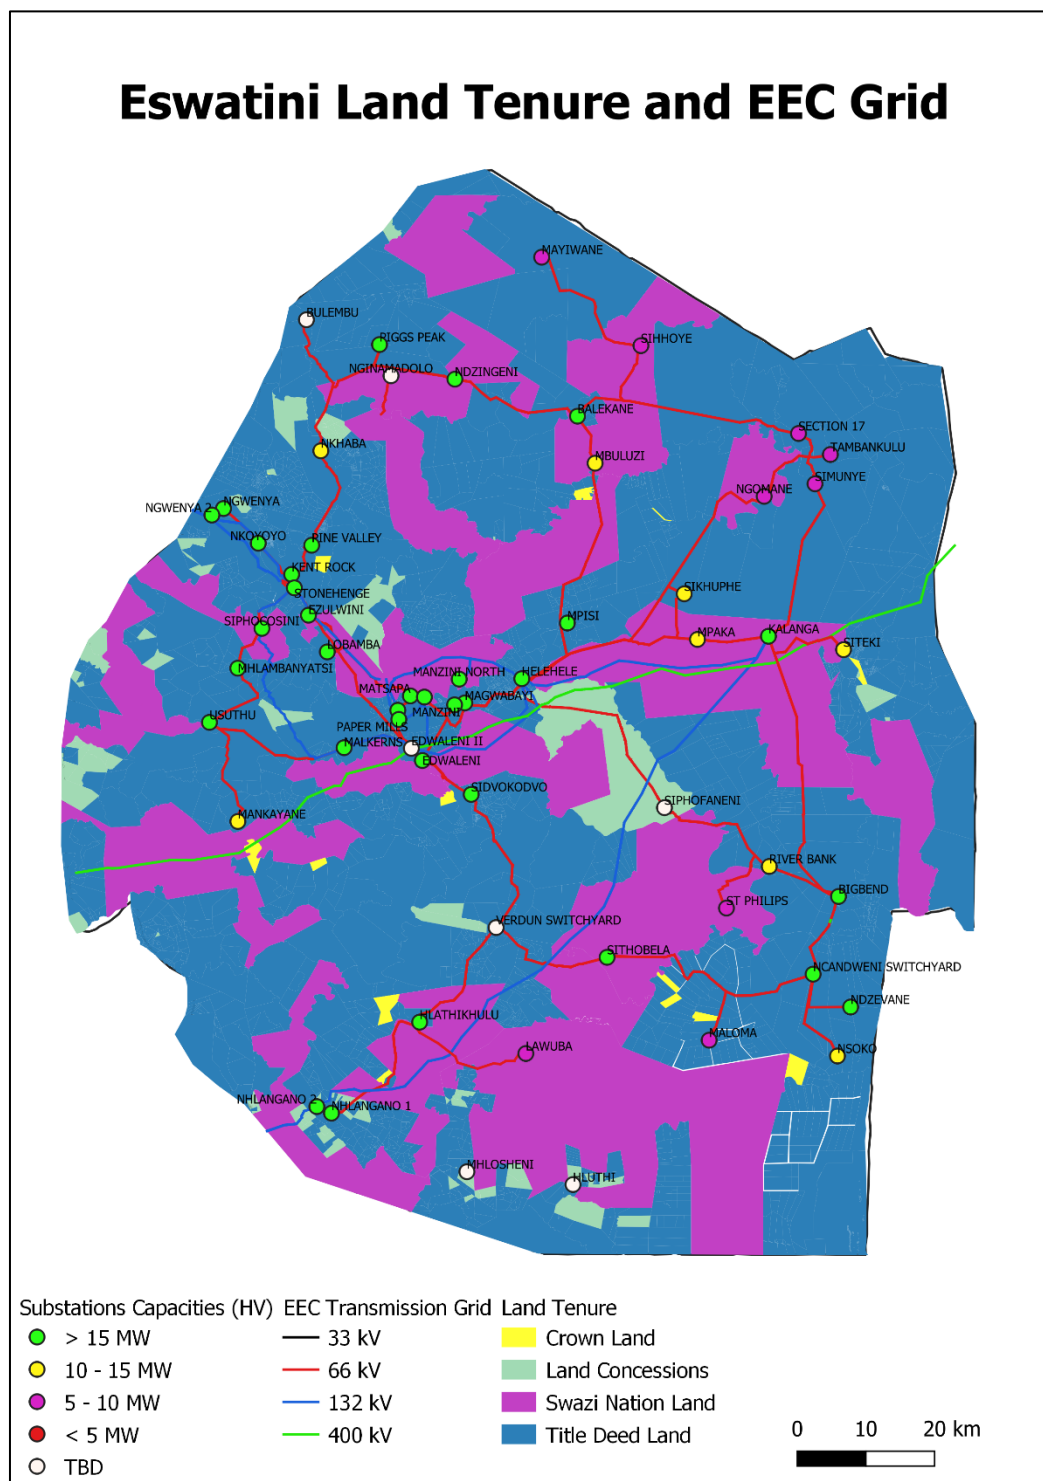 Eswatini Land Tenure and EEC Grid
MAYIWANE
BULEMBU
PIGGS PEAK
SIHHOYE
NGINAMADOLO
NDZINGENI
BALEKANE
SECTION 17
NKHABA
TAMBANKULU
MBULUZI
SIMUNYE
NGOMANE
NGWENYA 2
NGWENYA
NKOYOYO
PINE VALLEY
KENT ROCK
STONEHENGE
SIKHUPHE
EZULWINI
SIPHOCOSINI
MPISI
MPAKA
KALANGA
SITEKI
LOBAMBA
MHLAMBANYATSI
MANZINI NORTH
HELEHELE
MATSAPA
MAGWABAYI
MANZINI
USUTHU
PAPER MILLS
MALKERNS
EDWALENI II
EDWALENI
SIDVOKODVO
SIPHOFANENI
MANKAYANE
RIVER BANK
BIGBEND
ST PHILIPS
VERDUN SWITCHYARD
SITHOBELA
NCANDWENI SWITCHYARD
NDZEVANE
HLATHIKHULU
MALOMA
LAWUBA
NSOKO
NHLANGANO 2
NHLANGANO 1
MHLOSHENI
HLUTHI
Substations Capacities (HV)
> 15 MW
10 - 15 MW
5 - 10 MW
< 5 MW
TBD
EEC Transmission Grid
33 kV
66 kV
132 kV
400 kV
Land Tenure
Crown Land
Land Concessions
Swazi Nation Land
Title Deed Land
0 10 20 km